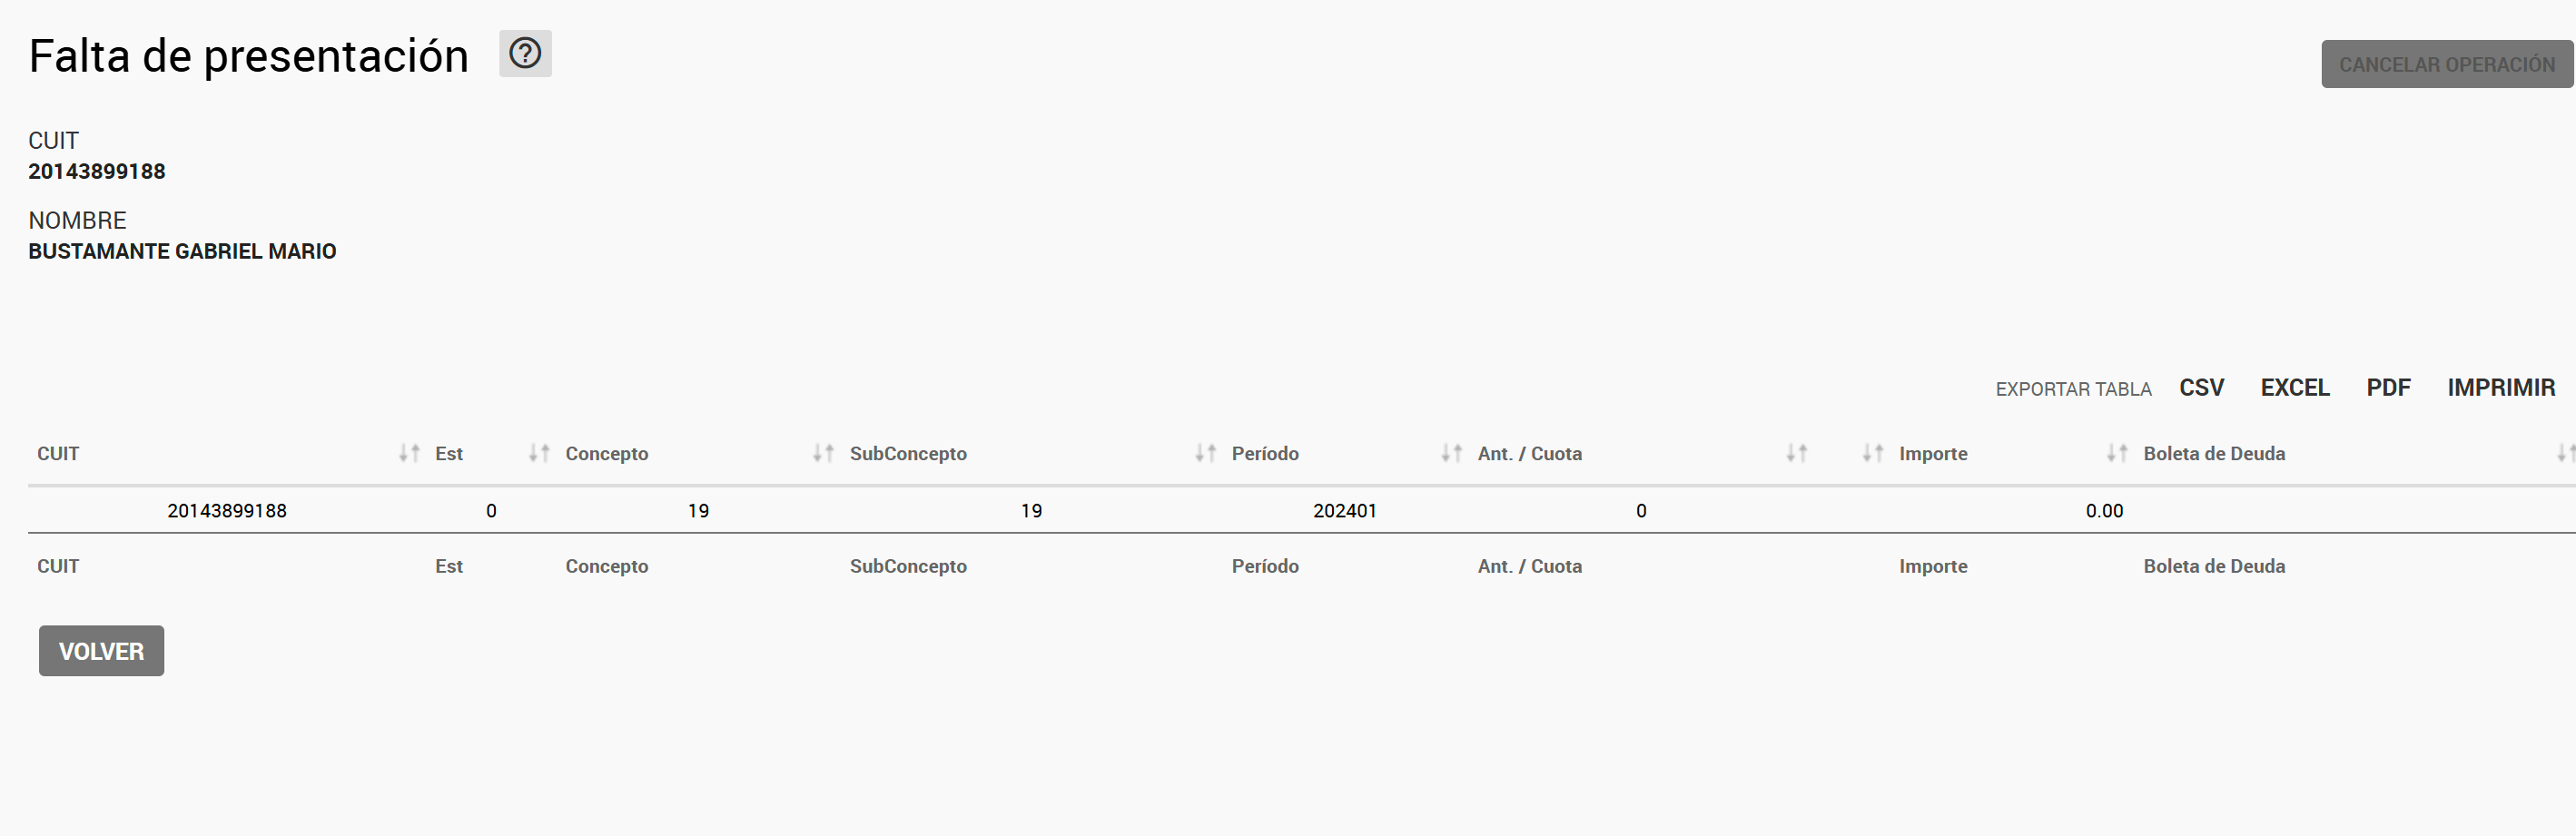 Falta de presentación
CANCELAR OPERACIÓN
CUIT
20143899188
NOMBRE
BUSTAMANTE GABRIEL MARIO
EXPORTAR TABLA CSV EXCEL PDF IMPRIMIR
CUIT Est Concepto SubConcepto Período Ant. / Cuota Importe Boleta de Deuda
20143899188 0 19 19 202401 0 0.00
CUIT Est Concepto SubConcepto Período Ant. / Cuota Importe Boleta de Deuda
VOLVER